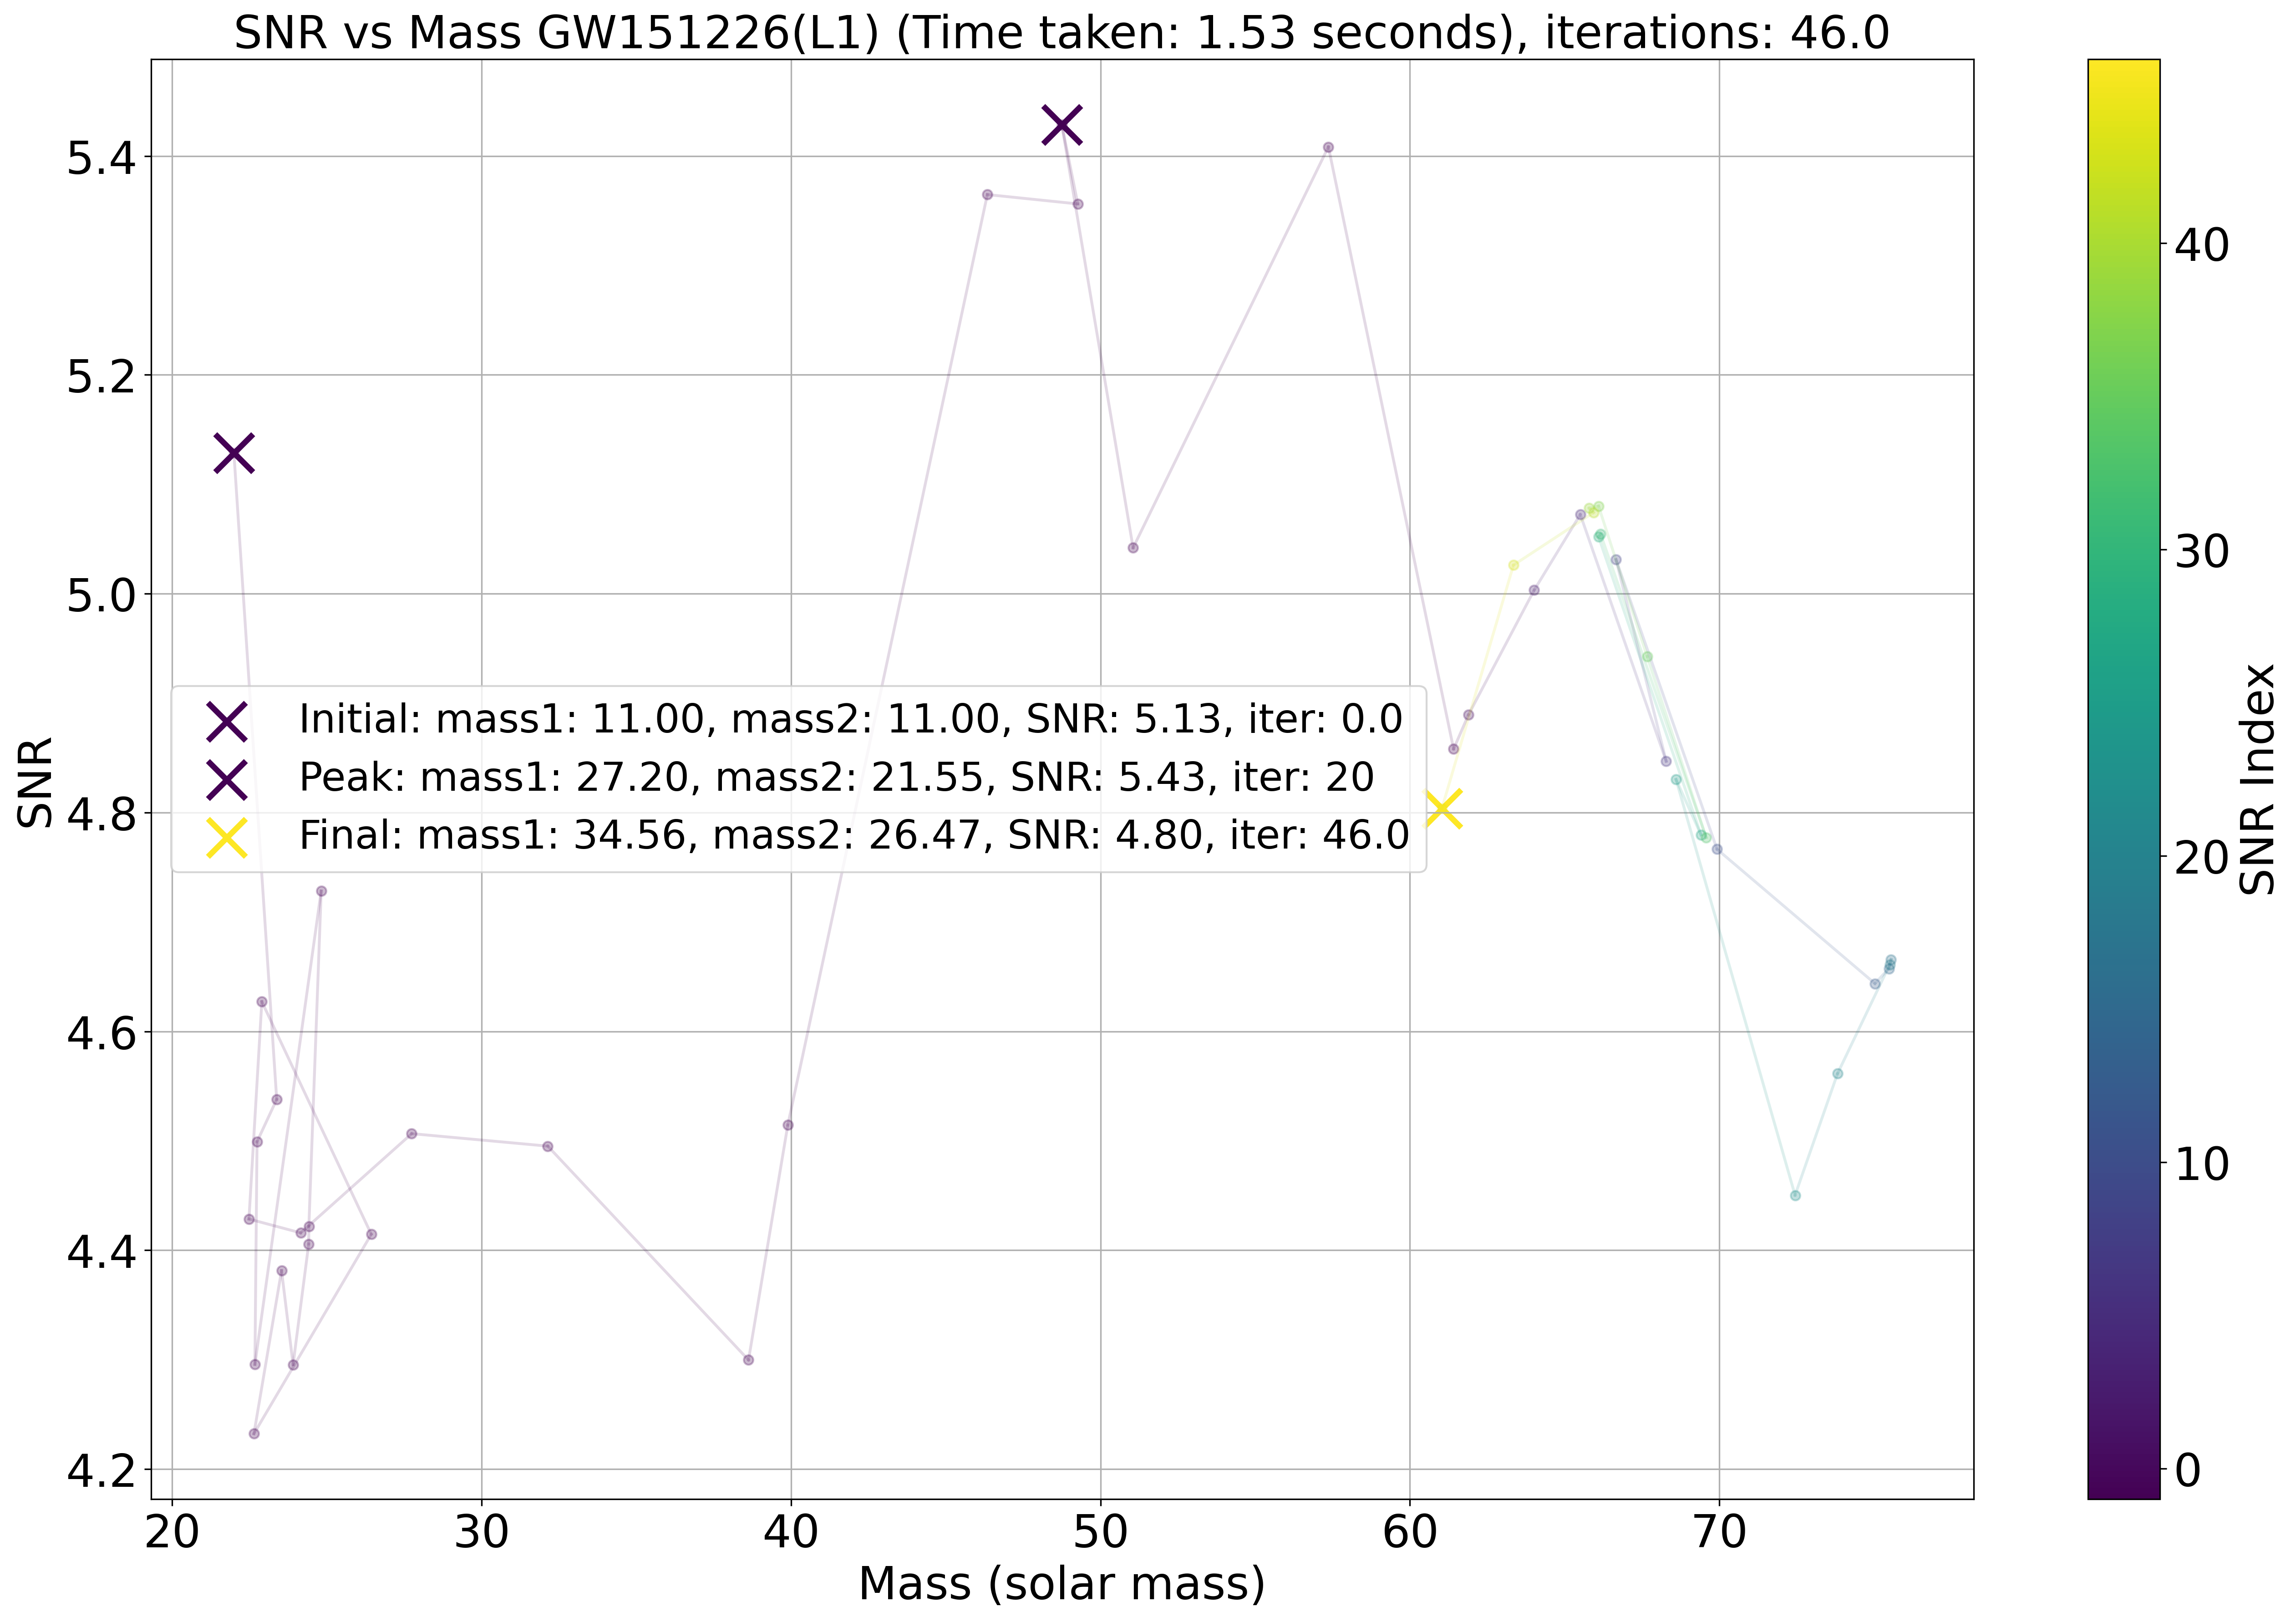 SNR vs Mass GW151226(L1) (Time taken: 1.53 seconds), iterations: 46.0
5.4
5.2
5.0
4.8
4.6
4.4
4.2
SNR
Initial: mass1: 11.00, mass2: 11.00, SNR: 5.13, iter: 0.0
Peak: mass1: 27.20, mass2: 21.55, SNR: 5.43, iter: 20
Final: mass1: 34.56, mass2: 26.47, SNR: 4.80, iter: 46.0
20 30 40 50 60 70
Mass (solar mass)
40
30
20
10
0
SNR Index